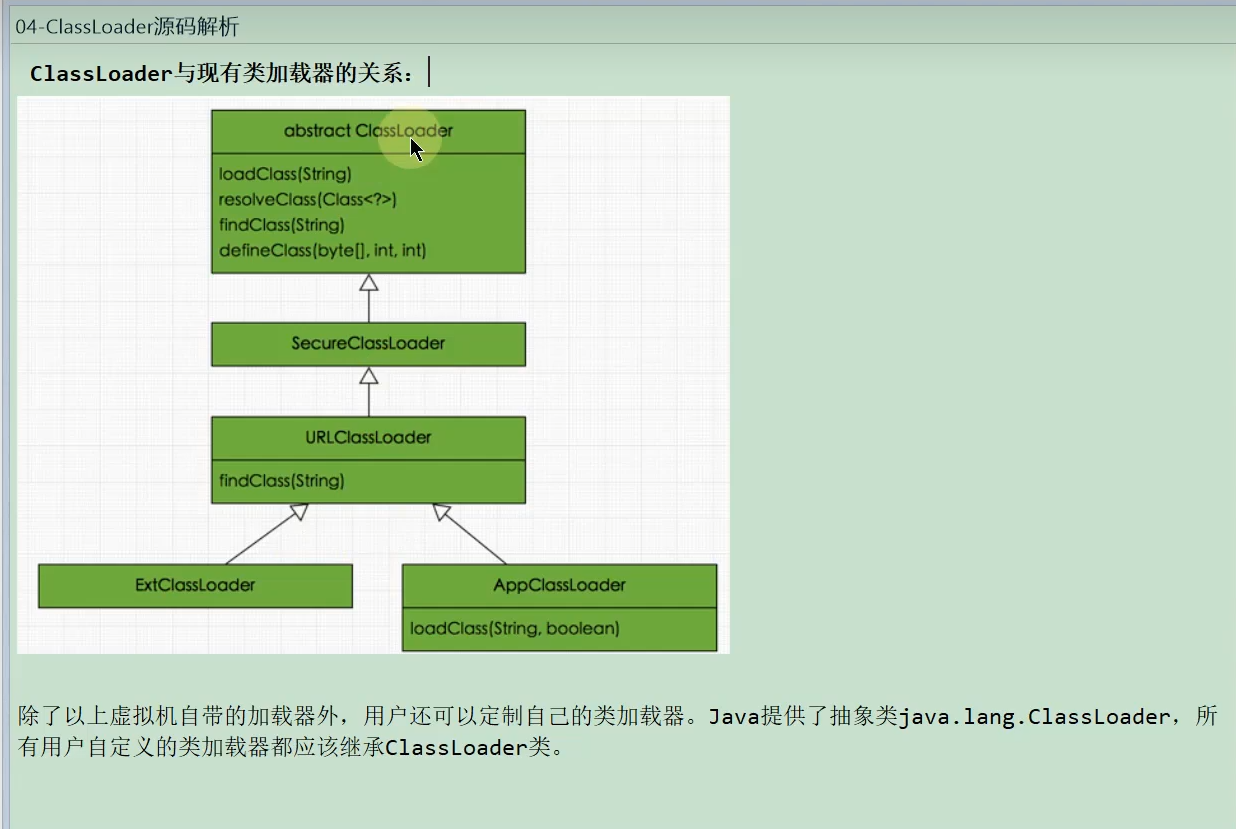 04-ClassLoader源码解析
ClassLoader与现有类加载器的关系：
abstract ClassLoader
loadClass(String)
resolveClass(Class<?>)
findClass(String)
defineClass(byte[], int, int)
SecureClassLoader
URLClassLoader
findClass(String)
ExtClassLoader
AppClassLoader
loadClass(String, boolean)
除了以上虚拟机自带的加载器外，用户还可以定制自己的类加载器。Java提供了抽象类java.lang.ClassLoader，所
有用户自定义的类加载器都应该继承ClassLoader类。